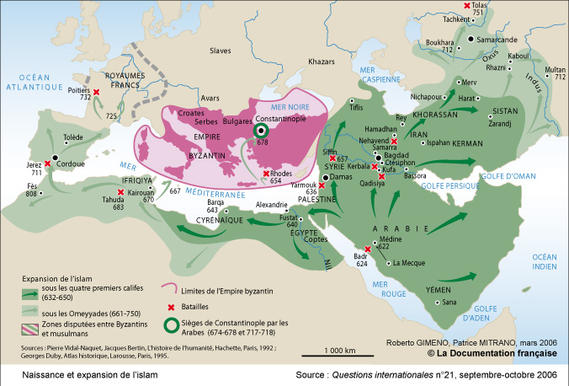 Tolas
751
Tachkent
Samarcande
Boukhara
712
Oxus
Kaboul
Rhazni
Multan
712
Indus
Slaves
OCÉAN
ATLANTIQUE
ROYAUMES
FRANCS
Khazars
MER
CASPIENNE
Poitiers
732
725
Avars
MER NOIRE
Croates
Serbes
Bulgares
Constantinople
678
EMPIRE
BYZANTIN
Tiflis
Merv
Nichapour
Harat
KHORASSAN
SISTAN
Zarandj
Rey
Hamadhan
Nehavend
IRAN
Samarra
Ispahan
KERMAN
Bagdad
Ctésiphon
Siffin
657
SYRIE
Kerbala
Kufa
Bassora
Damas
Qadisiya
GOLFE PERSIQUE
GOLFE D'OMAN
Tolède
Jerez
711
Cordoue
MER
MÉDITERRANÉE
Rhodes
654
Yarmouk
636
PALESTINE
Fès
808
IFRIQIYA
Kairouan
670
667
Tahuda
683
Barqa
643
CYRÉNAÏQUE
Alexandrie
Fustat
640
ÉGYPTE
Coptes
Nil
ARABIE
Médine
622
Badr
624
La Mecque
MER
ROUGE
YÉMEN
Sana
GOLFE
D'ADEN
OCÉAN
INDIEN
Expansion de l'islam
sous les quatre premiers califes
(632-650)
sous les Omeyyades (661-750)
Zones disputées entre Byzantins
et musulmans
Limites de l'Empire byzantin
Batailles
Sièges de Constantinople par les
Arabes (674-678 et 717-718)
Sources : Pierre Vidal-Naquet, Jacques Bertin, L'histoire de l'humanité, Hachette, Paris, 1992 ;
Georges Duby, Atlas historique, Larousse, Paris, 1995.
1 000 km
Roberto GIMENO, Patrice MITRANO, mars 2006
© La Documentation française
Naissance et expansion de l'islam
Source : Questions internationales n°21, septembre-octobre 2006